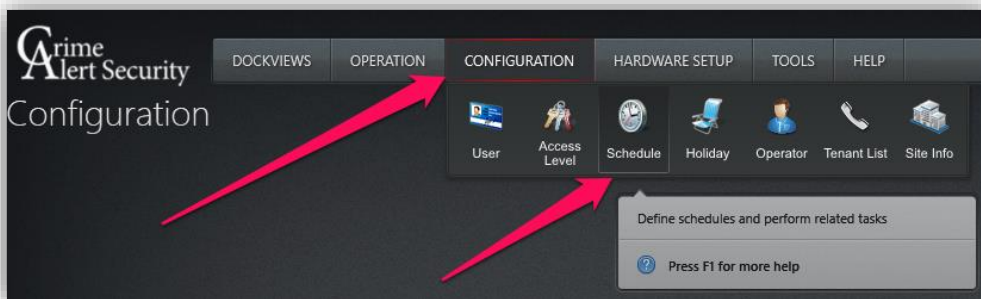 Crime
Alert Security
DOCKVIEWS OPERATION CONFIGURATION HARDWARE SETUP TOOLS HELP
Configuration
User Access Level Schedule Holiday Operator Tenant List Site Info
Define schedules and perform related tasks
? Press F1 for more help